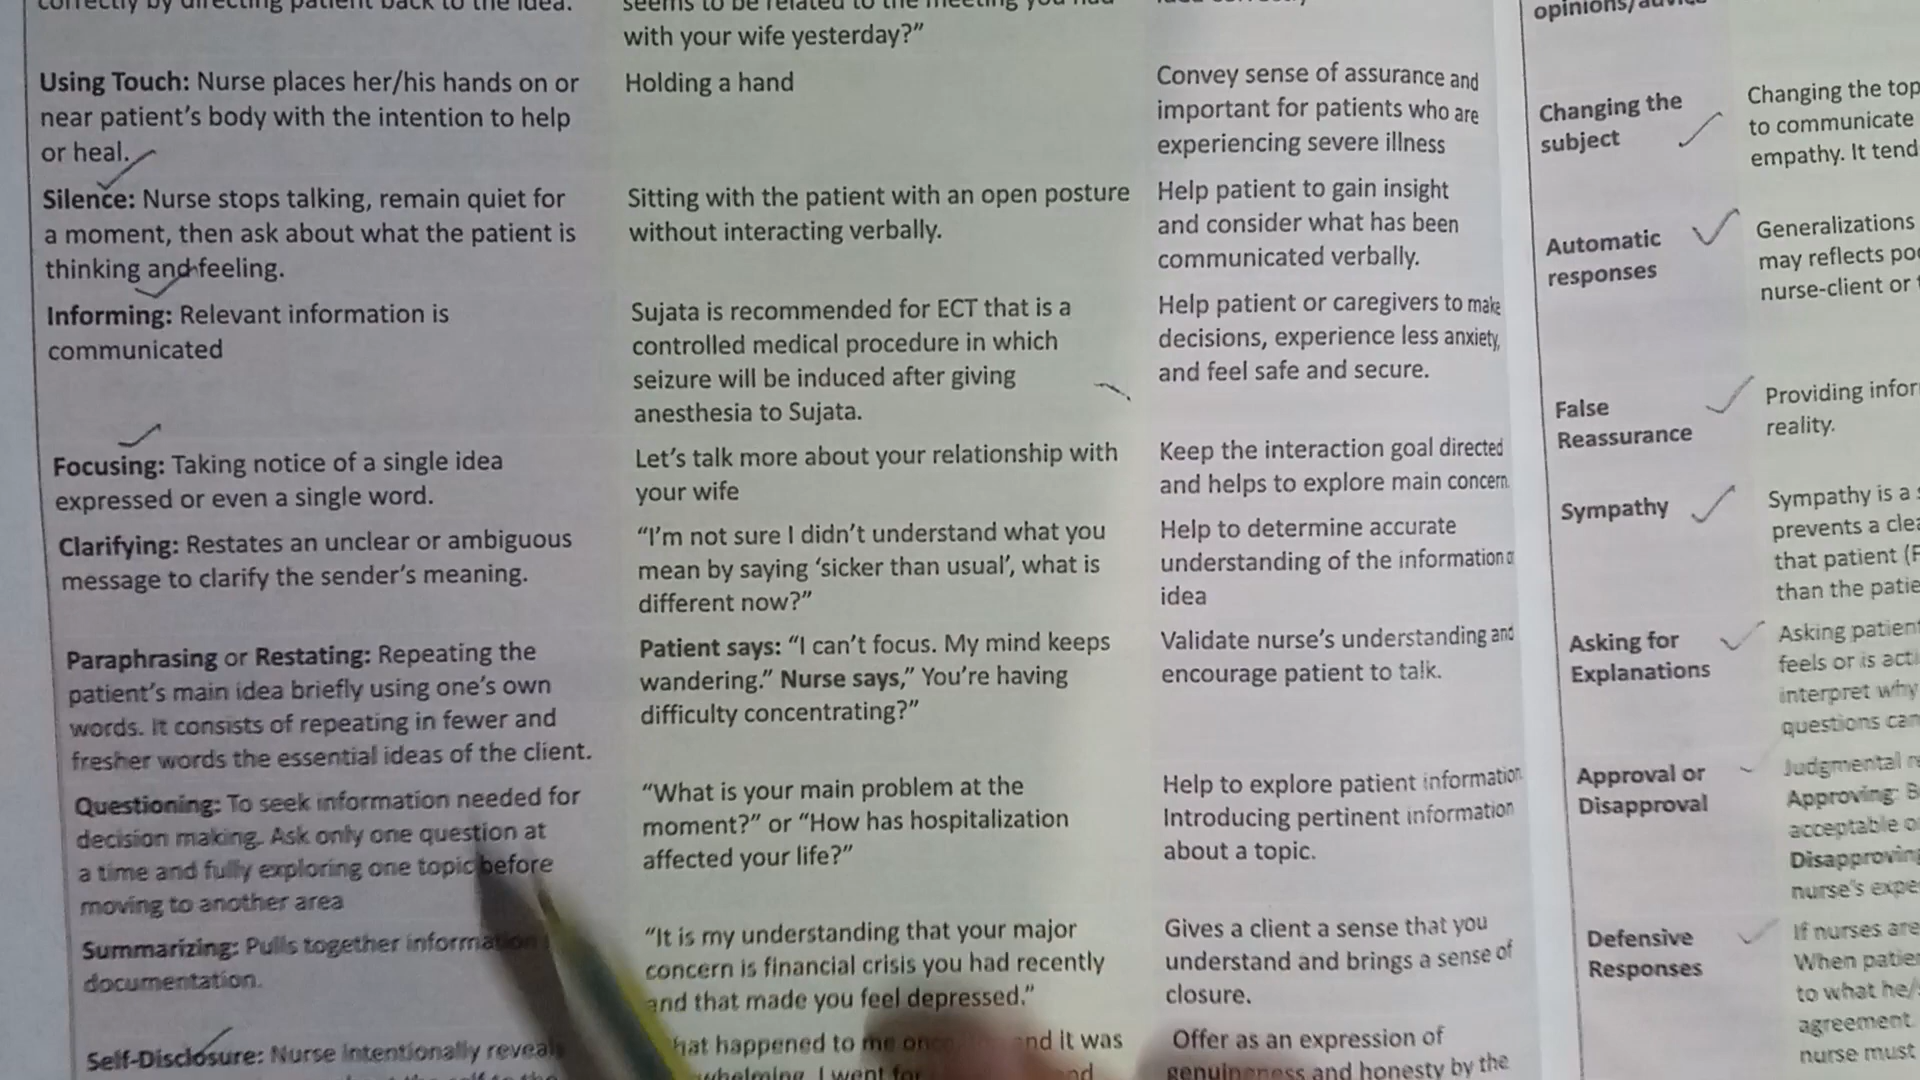 correctly by directing patient back to the idea.
seems to be related to the meeting you had
with your wife yesterday?”
Using Touch: Nurse places her/his hands on or
near patient’s body with the intention to help
or heal.
Holding a hand
Convey sense of assurance and
important for patients who are
experiencing severe illness
Silence: Nurse stops talking, remain quiet for
a moment, then ask about what the patient is
thinking and feeling.
Sitting with the patient with an open posture
without interacting verbally.
Help patient to gain insight
and consider what has been
communicated verbally.
Informing: Relevant information is
communicated
Sujata is recommended for ECT that is a
controlled medical procedure in which
seizure will be induced after giving
anesthesia to Sujata.
Help patient or caregivers to make
decisions, experience less anxiety,
and feel safe and secure.
Focusing: Taking notice of a single idea
expressed or even a single word.
Let’s talk more about your relationship with
your wife
Keep the interaction goal directed
and helps to explore main concern.
Clarifying: Restates an unclear or ambiguous
message to clarify the sender’s meaning.
“I’m not sure I didn’t understand what you
mean by saying ‘sicker than usual’, what is
different now?”
Help to determine accurate
understanding of the information
idea
Paraphrasing or Restating: Repeating the
patient’s main idea briefly using one’s own
words. It consists of repeating in fewer and
fresher words the essential ideas of the client.
Patient says: “I can’t focus. My mind keeps
wandering.” Nurse says,” You’re having
difficulty concentrating?”
Validate nurse’s understanding and
encourage patient to talk.
Questioning: To seek information needed for
decision making. Ask only one question at
a time and fully exploring one topic before
moving to another area
“What is your main problem at the
moment?” or “How has hospitalization
affected your life?”
Help to explore patient information
Introducing pertinent information
about a topic.
Summarizing: Pulls together information
documentation.
“It is my understanding that your major
concern is financial crisis you had recently
and that made you feel depressed.”
Gives a client a sense that you
understand and brings a sense of
closure.
Self-Disclosure: Nurse intentionally reveals
hat happened to me once and it was
whelming. I went for
Offer as an expression of
genuineness and honesty by the
opinions/advice
Changing the
subject
Changing the top
to communicate
empathy. It tend
Automatic
responses
Generalizations
may reflects poo
nurse-client or
False
Reassurance
Providing infor
reality.
Sympathy
Sympathy is a
prevents a clea
that patient
than the patie
Asking for
Explanations
Asking patien
feels or is acti
interpret why
questions can
Approval or
Disapproval
Judgmental
Approving: B
acceptable o
Disapproving
nurse’s expe
Defensive
Responses
If nurses are
When patien
to what he/
agreement.
nurse must